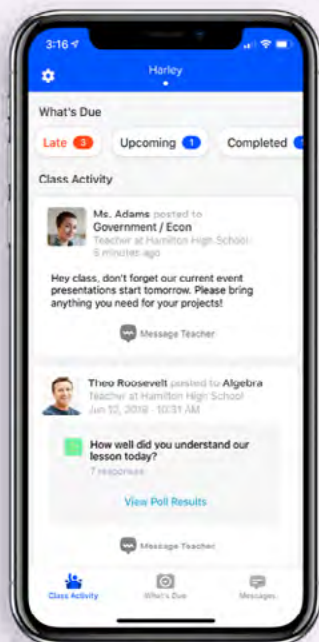 3:16
Harley
What's Due
Late 3
Upcoming 1
Completed
Class Activity
Ms. Adams posted to
Government / Econ
Teacher at Hamilton High School
6 minutes ago
Hey class, don't forget our current event
presentations start tomorrow. Please bring
anything you need for your projects!
Message Teacher
Theo Roosevelt posted to Algebra
Teacher at Hamilton High School
Jun 12, 2019 · 10:31 AM
How well did you understand our
lesson today?
7 responses
View Poll Results
Message Teacher
Class Activity
What's Due
Messages